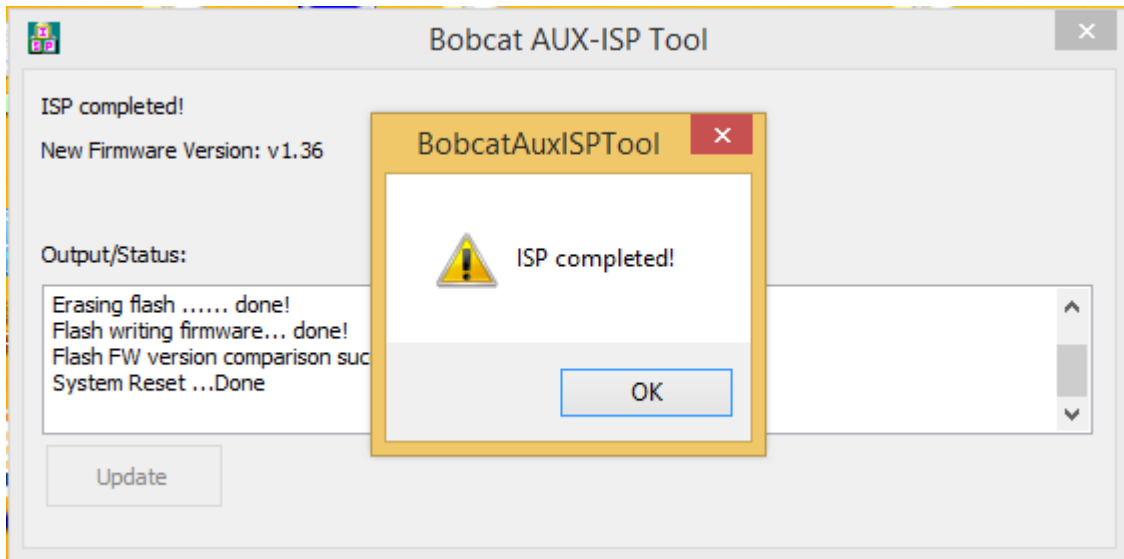 Bobcat AUX-ISP Tool
ISP completed!
New Firmware Version: v1.36
BobcatAuxISPTool
ISP completed!
OK
Output/Status:
Erasing flash ...... done!
Flash writing firmware... done!
Flash FW version comparison suc
System Reset ...Done
Update